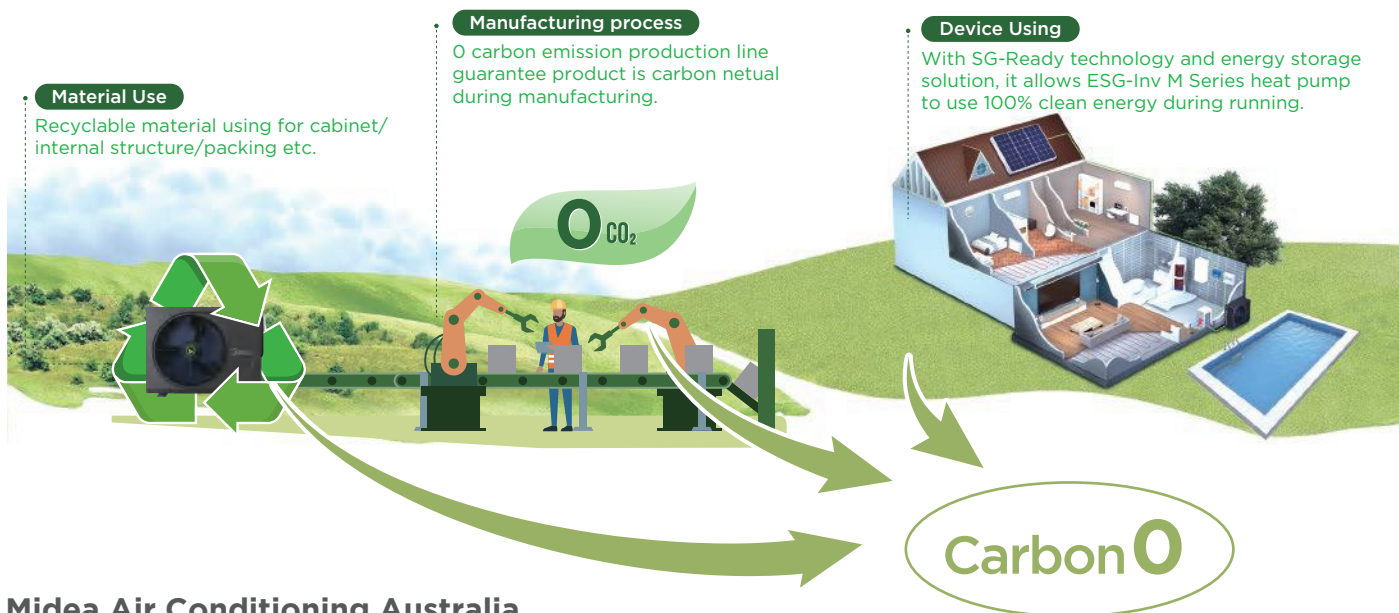 Material Use
Recyclable material using for cabinet/
internal structure/packing etc.
Manufacturing process
0 carbon emission production line
guarantee product is carbon netual
during manufacturing.
Device Using
With SG-Ready technology and energy storage
solution, it allows ESG-Inv M Series heat pump
to use 100% clean energy during running.
0 CO₂
Carbon 0
Midea Air Conditioning Australia